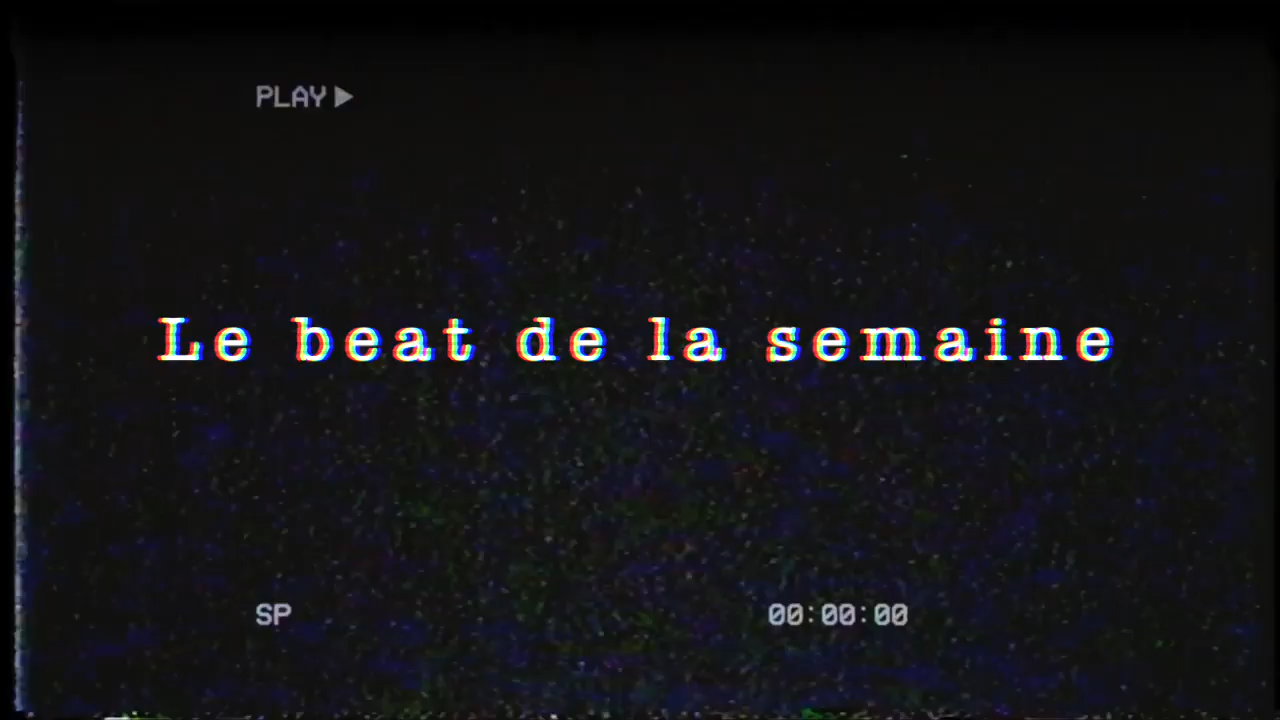 PLAY ▶
Le beat de la semaine
SP 00:00:00